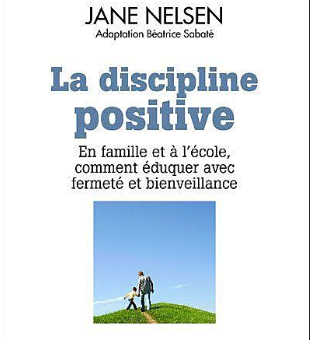 JANE NELSEN
Adaptation Béatrice Sabaté
La discipline
positive
En famille et à l'école,
comment éduquer avec
fermeté et bienveillance